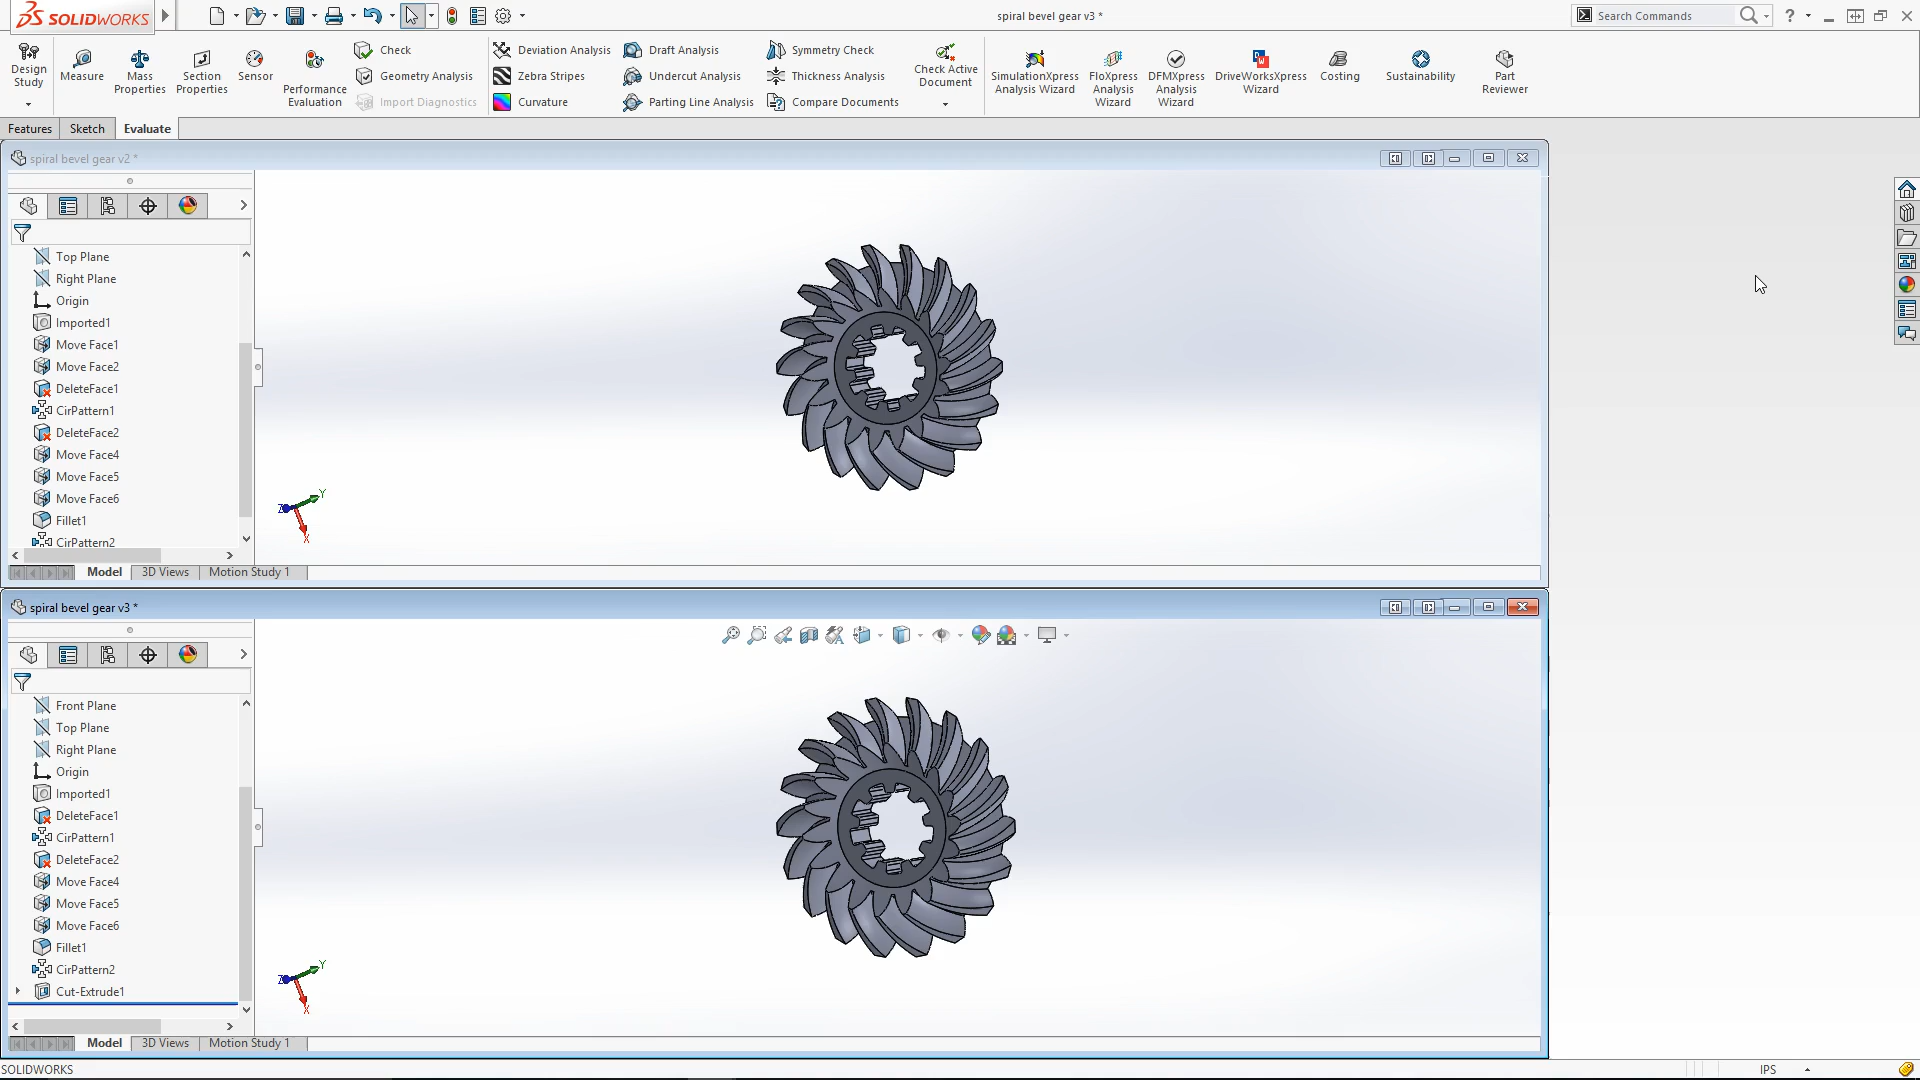 SOLIDWORKS
spiral bevel gear v3 *
Search Commands
?
Design Study
Measure
Mass Properties
Section Properties
Sensor
Performance Evaluation
Check
Geometry Analysis
Import Diagnostics
Deviation Analysis
Zebra Stripes
Curvature
Draft Analysis
Undercut Analysis
Parting Line Analysis
Symmetry Check
Thickness Analysis
Compare Documents
Check Active Document
SimulationXpress Analysis Wizard
FloXpress Analysis Wizard
DFMXpress Analysis Wizard
DriveWorksXpress Wizard
Costing
Sustainability
Part Reviewer
Features
Sketch
Evaluate
spiral bevel gear v2 *
Top Plane
Right Plane
Origin
Imported1
Move Face1
Move Face2
DeleteFace1
CirPattern1
DeleteFace2
Move Face4
Move Face5
Move Face6
Fillet1
CirPattern2
Y
Z
X
Model
3D Views
Motion Study 1
spiral bevel gear v3 *
Front Plane
Top Plane
Right Plane
Origin
Imported1
DeleteFace1
CirPattern1
DeleteFace2
Move Face4
Move Face5
Move Face6
Fillet1
CirPattern2
Cut-Extrude1
Y
Z
X
Model
3D Views
Motion Study 1
SOLIDWORKS
IPS